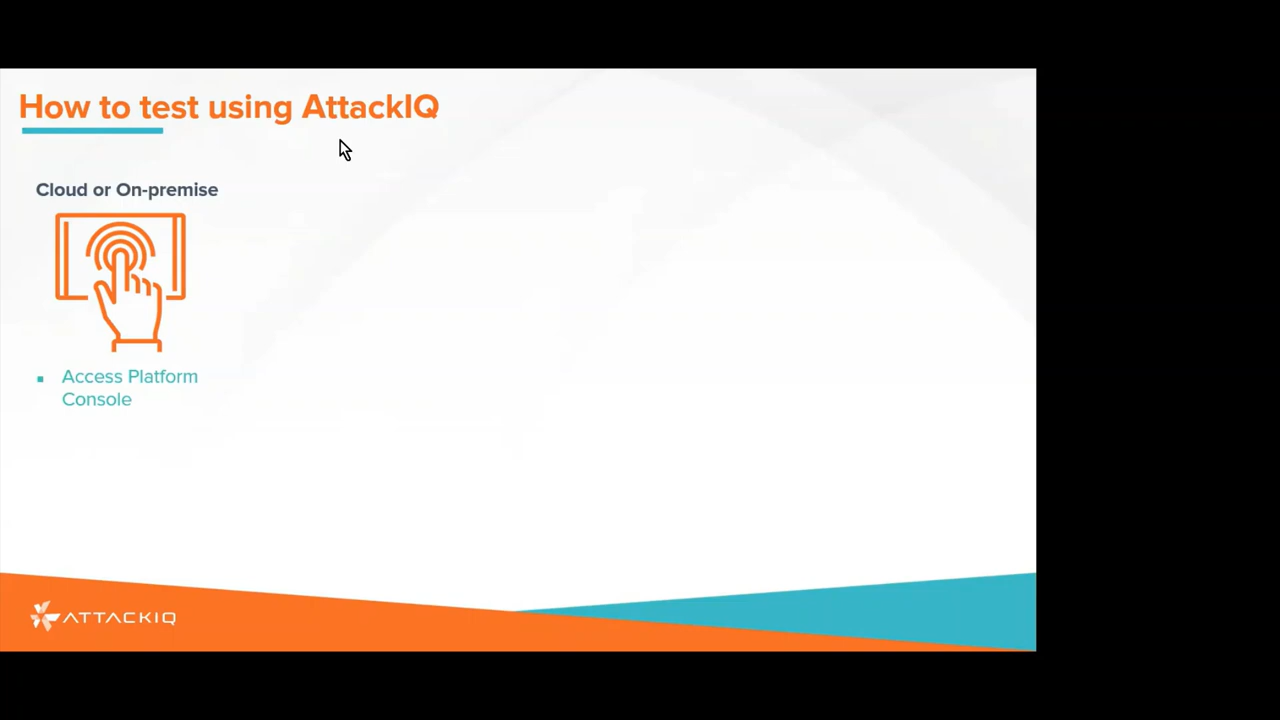 How to test using AttackIQ
Cloud or On-premise
Access Platform
Console
ATTACKIQ